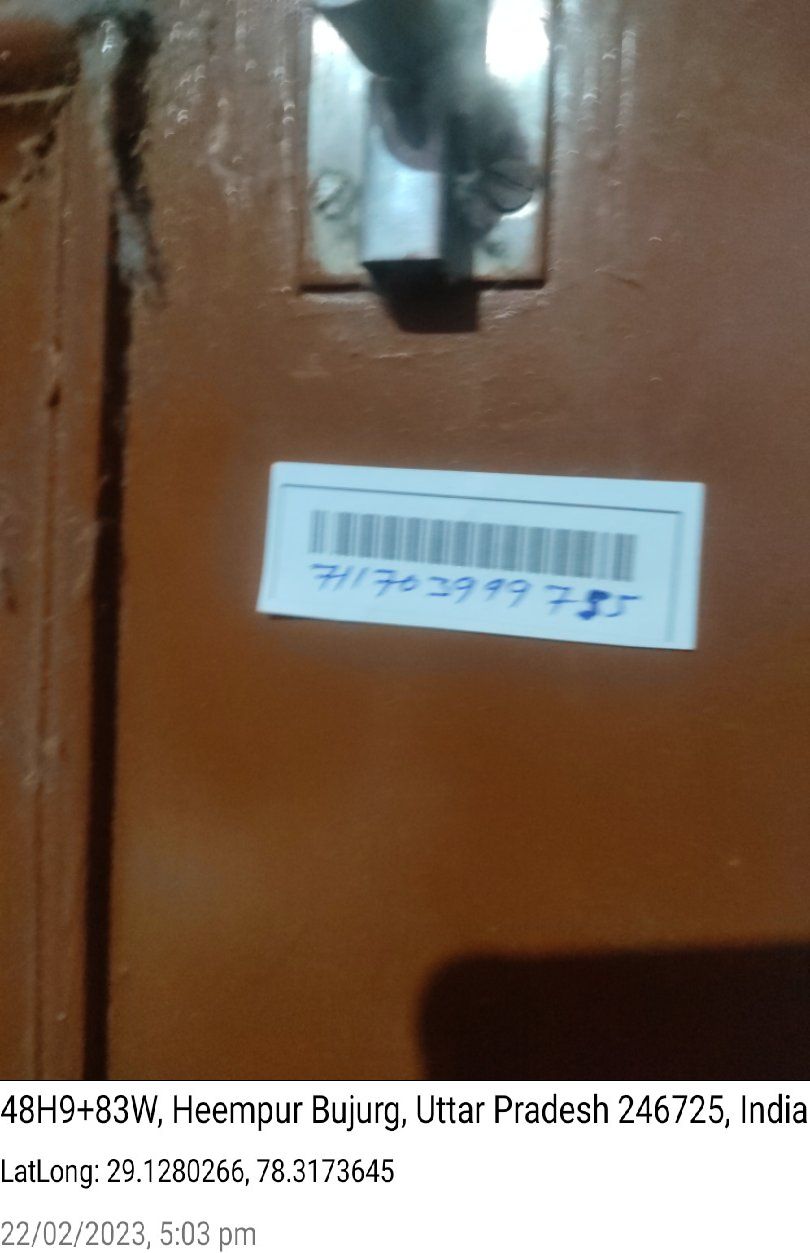 711703999785
48H9+83W, Heempur Bujurg, Uttar Pradesh 246725, India
LatLong: 29.1280266, 78.3173645
22/02/2023, 5:03 pm